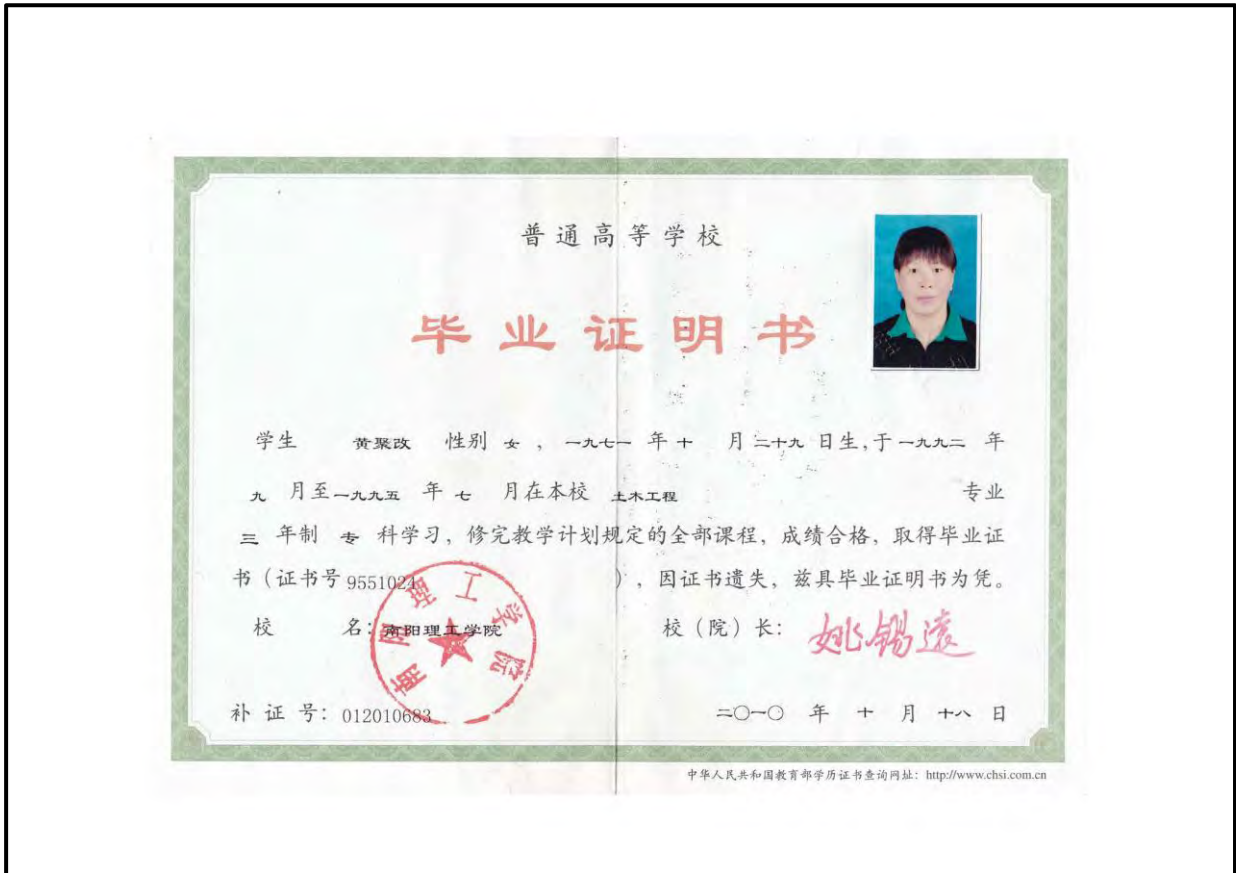 普通高等学校
毕业证明书
学生 黄聚改 性别 女 , 一九七一 年 十 月 二十九 日生,于 一九九二 年
九 月至 一九九五 年 七 月在本校 土木工程 专业
三 年制 专 科学习，修完教学计划规定的全部课程，成绩合格，取得毕业证
书（证书号 9551024 ），因证书遗失，兹具毕业证明书为凭。
校 名: 南阳理工学院 校（院）长: 姚锡远
南阳理工学院
补 证 号: 012010683 二〇一〇 年 十 月 十八 日
中华人民共和国教育部学历证书查询网址: http://www.chsi.com.cn